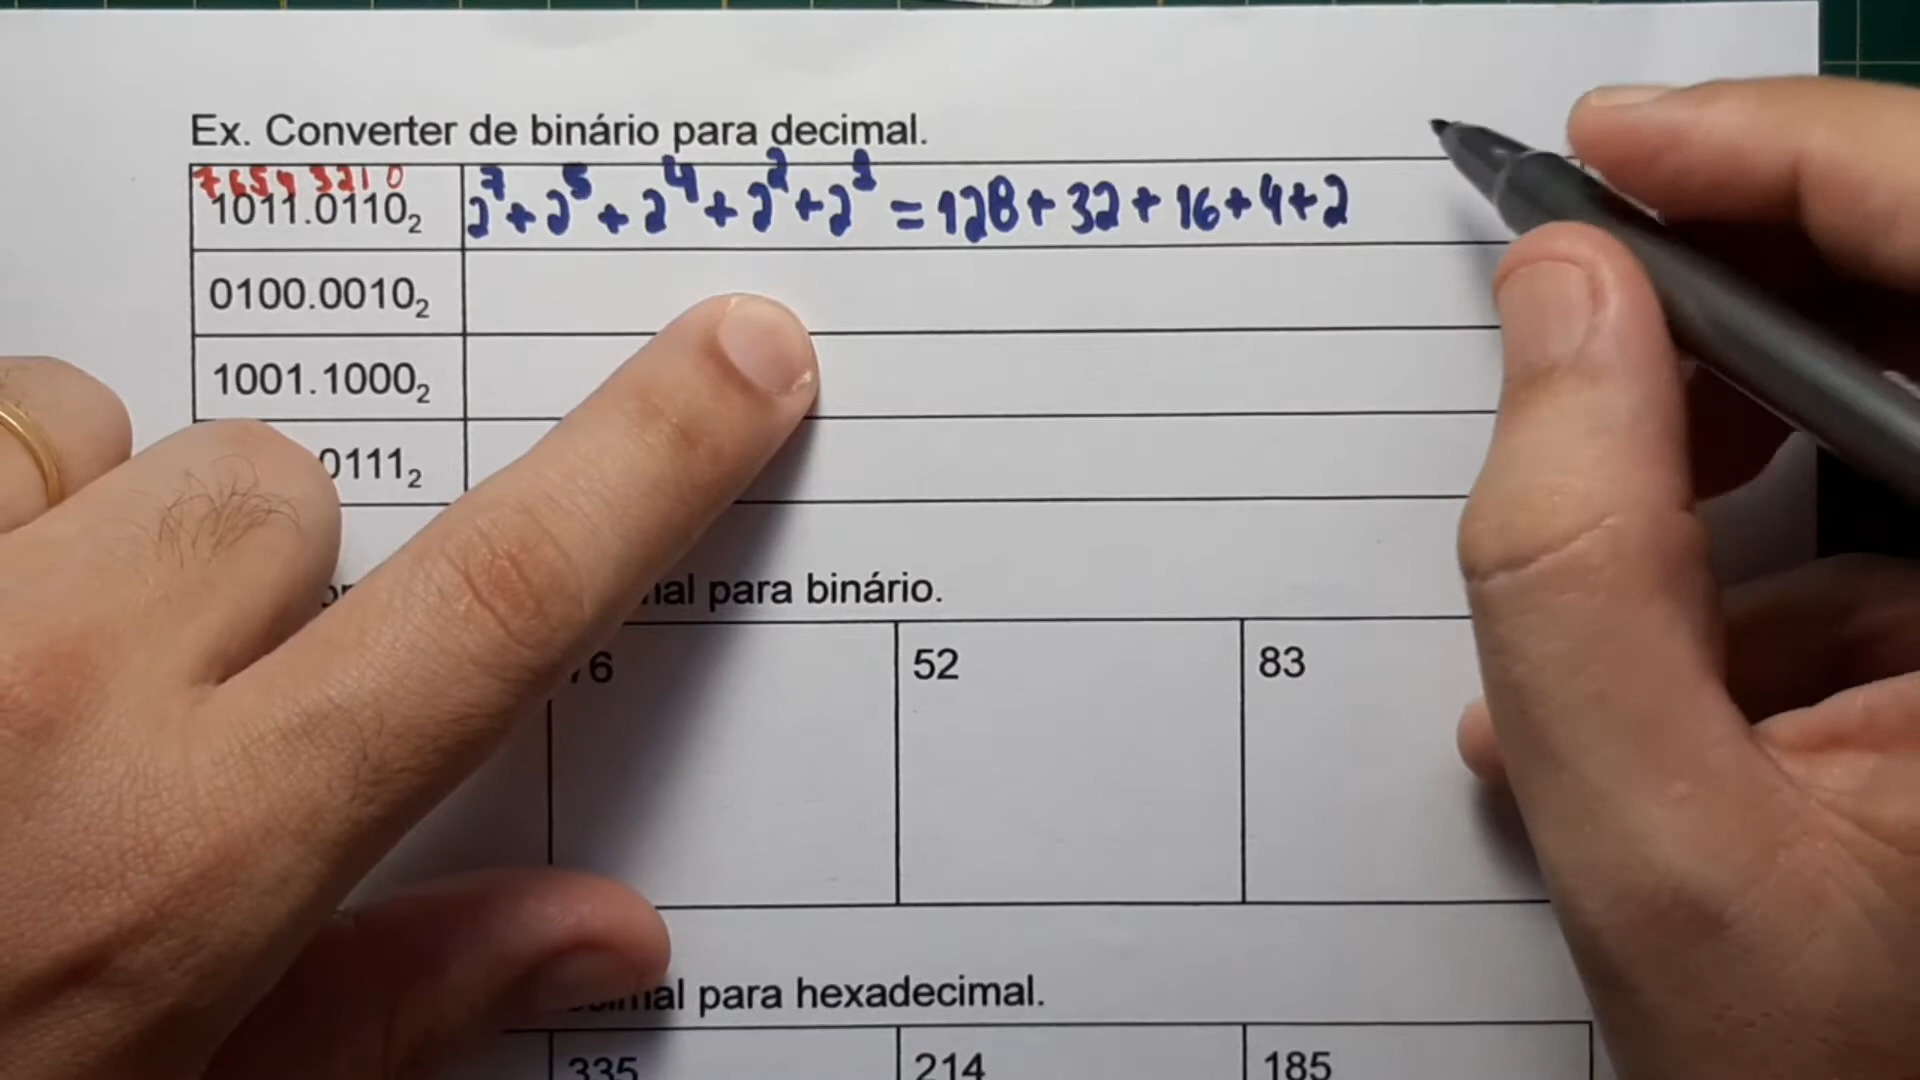 Ex. Converter de binário para decimal.
7 6 5 4 3 2 1 0
1011.0110₂
2⁷ + 2⁵ + 2⁴ + 2² + 2¹ = 128 + 32 + 16 + 4 + 2
0100.0010₂
1001.1000₂
0111₂
para binário.
52
83
para hexadecimal.
335
214
185